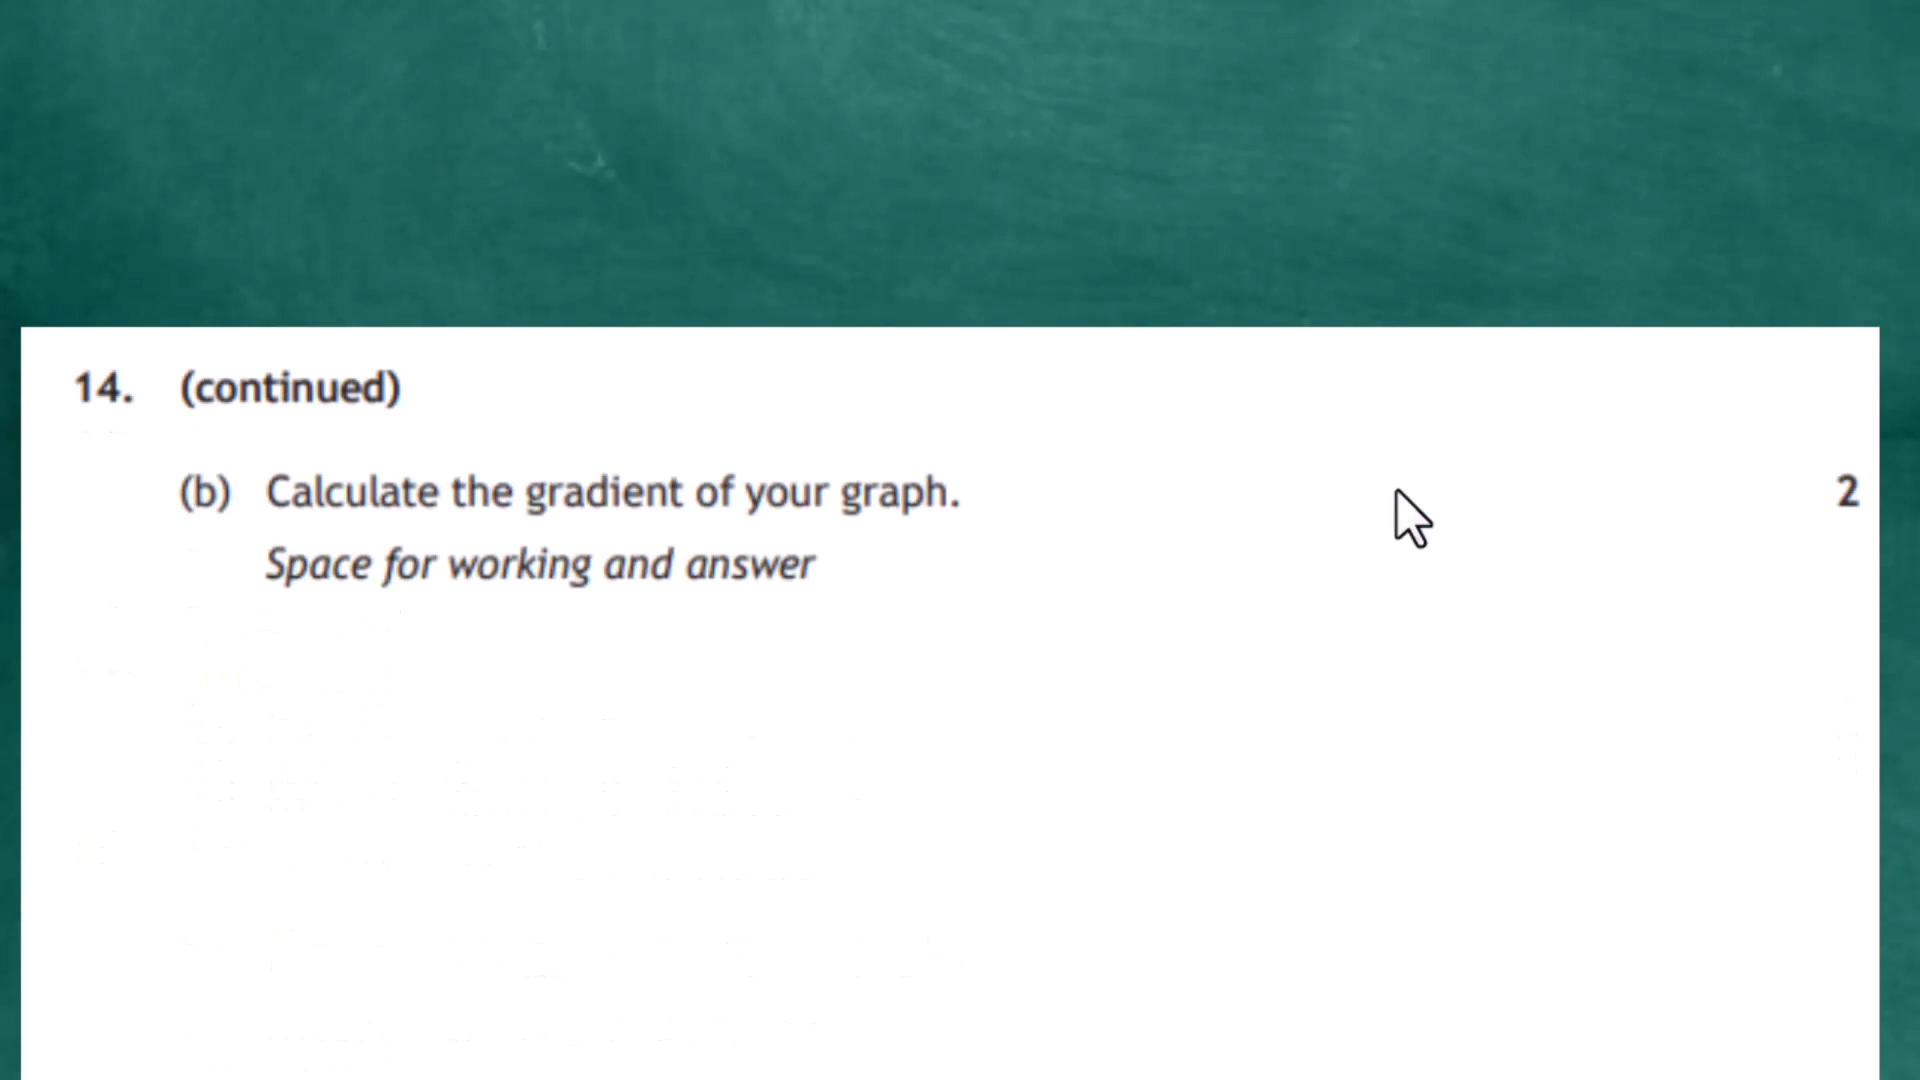 14. (continued)
(b) Calculate the gradient of your graph. 2
Space for working and answer